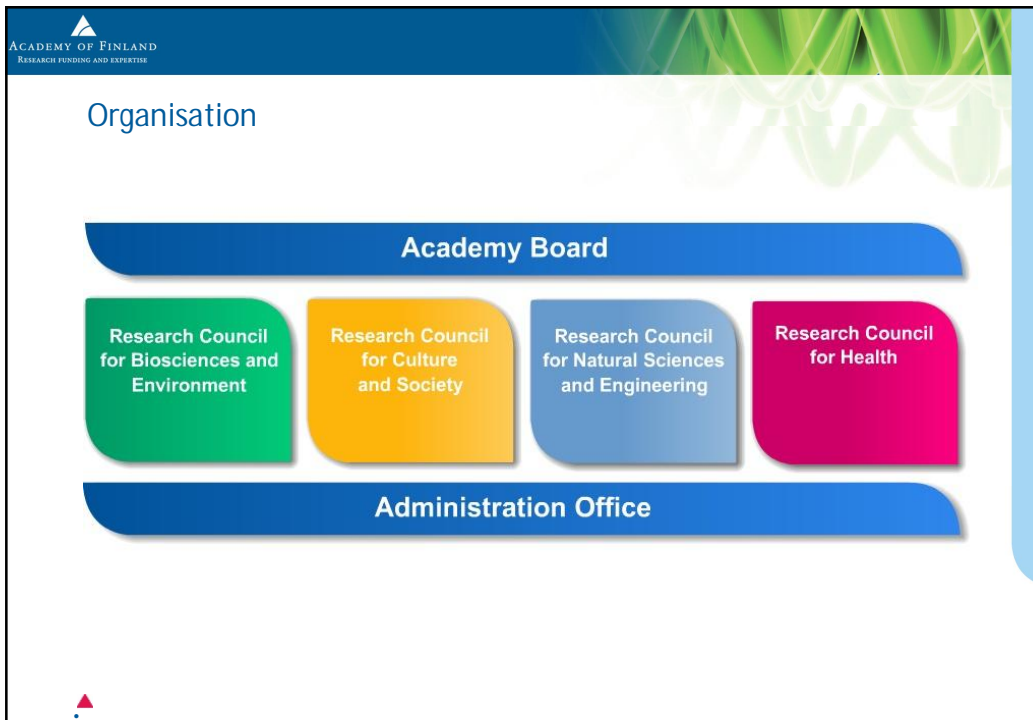 ACADEMY OF FINLAND
RESEARCH FUNDING AND EXPERTISE
Organisation
Academy Board
Research Council
for Biosciences and
Environment
Research Council
for Culture
and Society
Research Council
for Natural Sciences
and Engineering
Research Council
for Health
Administration Office